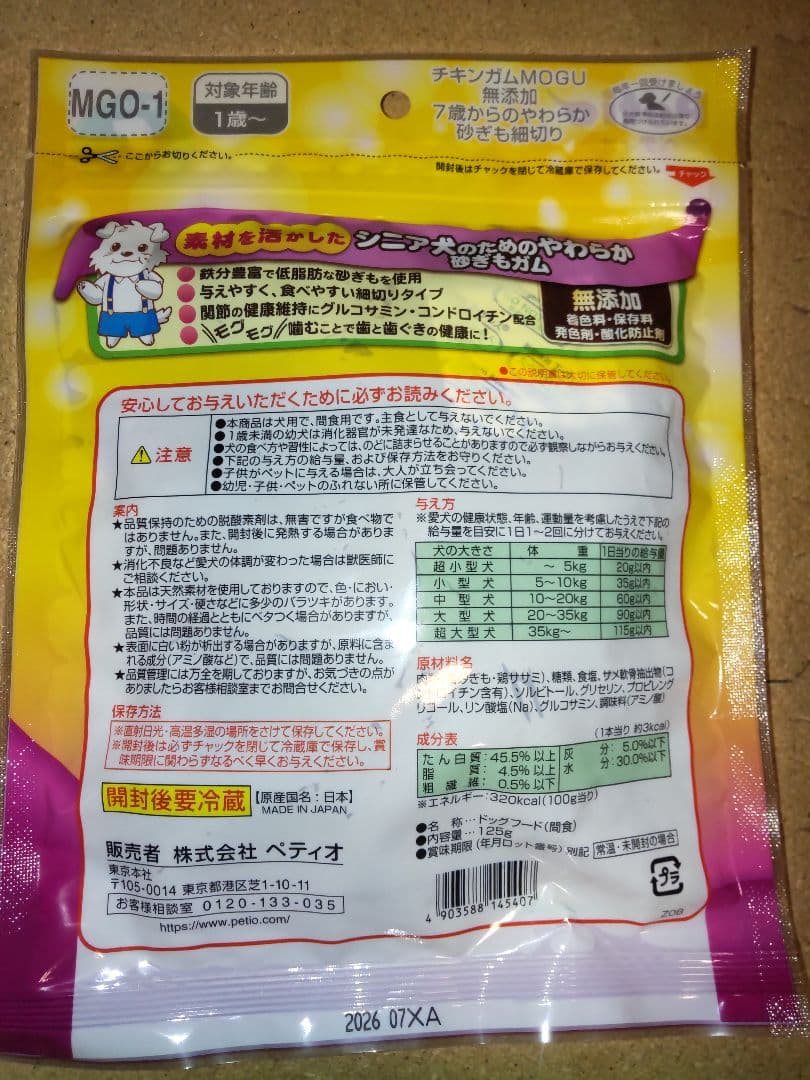 MGO-1
対象年齢
1歳～
チキンガムMOGU
無添加
7歳からのやわらか
砂ぎも細切り
ここからお切りください。
開封後はチャックを閉じて冷蔵庫で保存してください。
チャック
素材を活かした シニア犬のためのやわらか
砂ぎもガム
鉄分豊富で低脂肪な砂ぎもを使用
与えやすく、食べやすい細切りタイプ
関節の健康維持にグルコサミン・コンドロイチン配合
モグモグ 噛むことで歯と歯ぐきの健康に!
無添加
着色料・保存料
発色剤・酸化防止剤
●この説明書は大切に保管してください。
安心してお与えいただくために必ずお読みください。
注意
●本商品は犬用で、間食用です。主食として与えないでください。
●1歳未満の幼犬は消化器官が未発達なため、与えないでください。
●犬の食べ方や習性によっては、のどに詰まらせることがありますので必ず観察しながらお与えください。
●下記の与え方の給与量、および保存方法をお守りください。
●子供がペットに与える場合は、大人が立ち会ってください。
●幼児・子供・ペットのふれない所に保管してください。
案内
★品質保持のための脱酸素剤は、無害ですが食べ物で
はありません。また、開封後に発熱する場合がありま
すが、問題ありません。
★消化不良など愛犬の体調が変わった場合は獣医師に
ご相談ください。
★本品は天然素材を使用しておりますので、色・におい・
形状・サイズ・硬さなどに多少のバラツキがあります。
また、時間の経過とともにベタつく場合がありますが、
品質には問題ありません。
★表面に白い粉が析出する場合がありますが、原料に含ま
れる成分(アミノ酸など)で、品質には問題ありません。
★品質管理には万全を期しておりますが、お気づきの点が
ありましたらお客様相談室までお問合せください。
保存方法
※直射日光・高温多湿の場所をさけて保存してください。
※開封後は必ずチャックを閉じて冷蔵庫で保存し、賞
味期限に関わらずなるべく早くお与えください。
開封後要冷蔵
【原産国名:日本】
MADE IN JAPAN
販売者 株式会社 ペティオ
東京本社
〒105-0014 東京都港区芝1-10-11
お客様相談室 0120-133-035
https://www.petio.com/
与え方
※愛犬の健康状態、年齢、運動量を考慮したうえで下記の
給与量を目安に1日1～2回に分けてお与えください。
犬の大きさ 体 重 1日当りの給与量
超小型犬 ～ 5kg 20g以内
小型犬 5～10kg 35g以内
中型犬 10～20kg 60g以内
大型犬 20～35kg 90g以内
超大型犬 35kg～ 115g以内
原材料名
ぎも・鶏ササミ)、糖類、食塩、サメ軟骨抽出物(コ
ロイチン含有)、ソルビトール、グリセリン、プロピレング
リコール、リン酸塩(Na)、グルコサミン、調味料(アミノ酸)
成分表
(1本当り 約3kcal)
たん白質:45.5%以上 灰 分: 5.0%以下
脂 質: 4.5%以上 水 分:30.0%以下
粗繊維: 0.5%以下
※エネルギー:320kcal(100g当り)
●名 称…ドッグフード(間食)
●内容量…125g
●賞味期限(年月ロット番号)別記
常温・未開封の場合
4 903588 145407
プラ
ZOB
2026 07XA